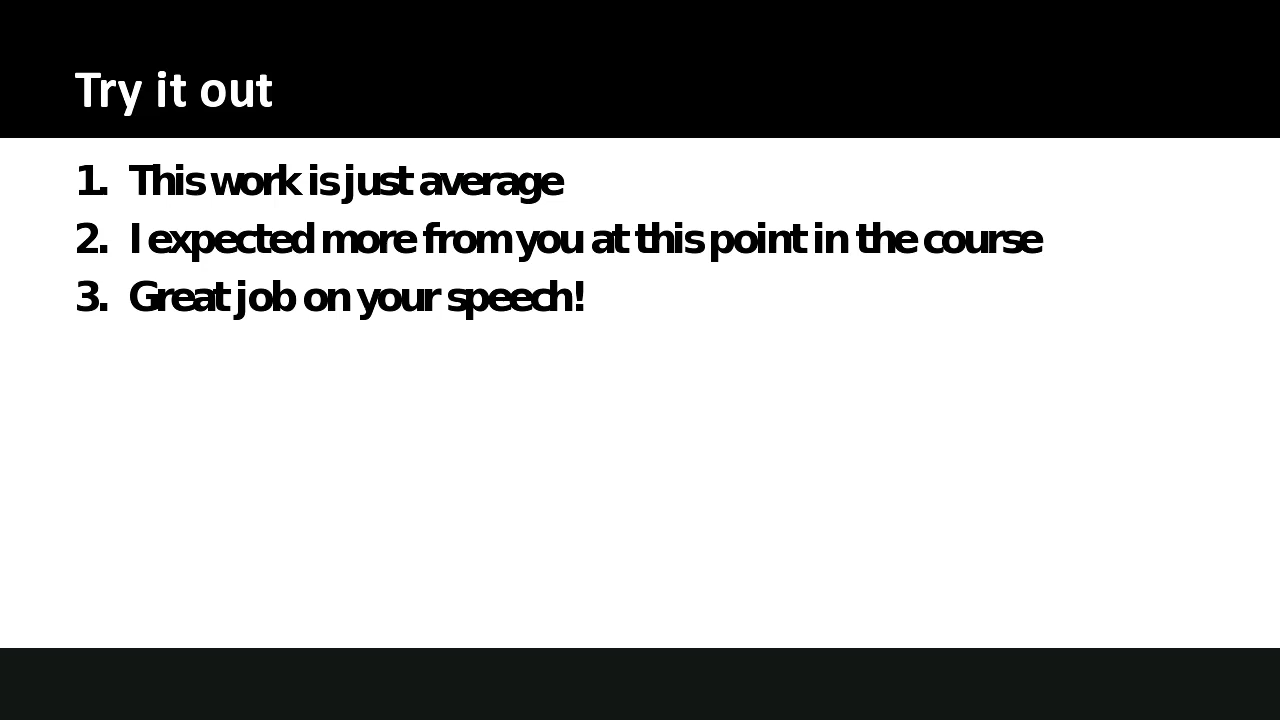 Try it out
1. This work is just average
2. I expected more from you at this point in the course
3. Great job on your speech!